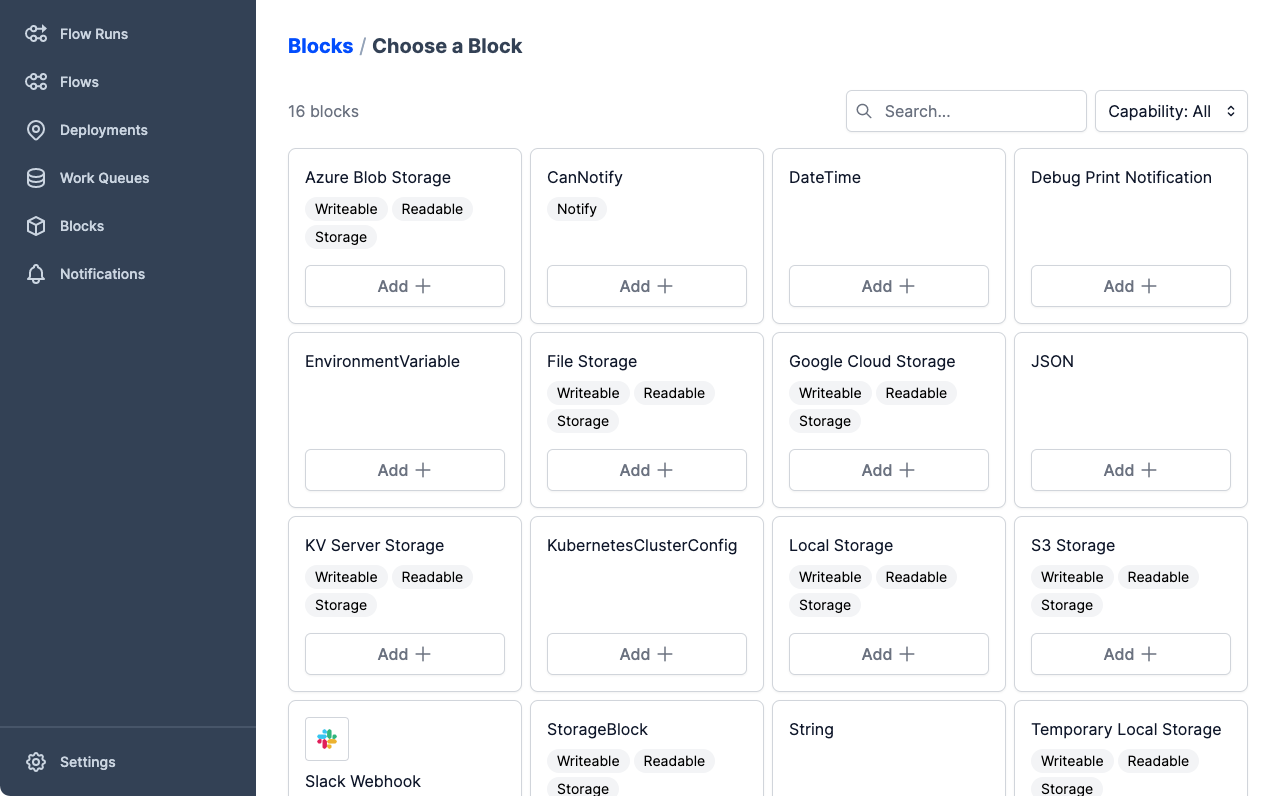 Flow Runs
Flows
Deployments
Work Queues
Blocks
Notifications
Settings
Blocks / Choose a Block
16 blocks
Search...
Capability: All
Azure Blob Storage
Writeable Readable
Storage
Add
CanNotify
Notify
Add
DateTime
Add
Debug Print Notification
Add
EnvironmentVariable
Add
File Storage
Writeable Readable
Storage
Add
Google Cloud Storage
Writeable Readable
Storage
Add
JSON
Add
KV Server Storage
Writeable Readable
Storage
Add
KubernetesClusterConfig
Add
Local Storage
Writeable Readable
Storage
Add
S3 Storage
Writeable Readable
Storage
Add
Slack Webhook
StorageBlock
Writeable Readable
Storage
String
Temporary Local Storage
Writeable Readable
Storage